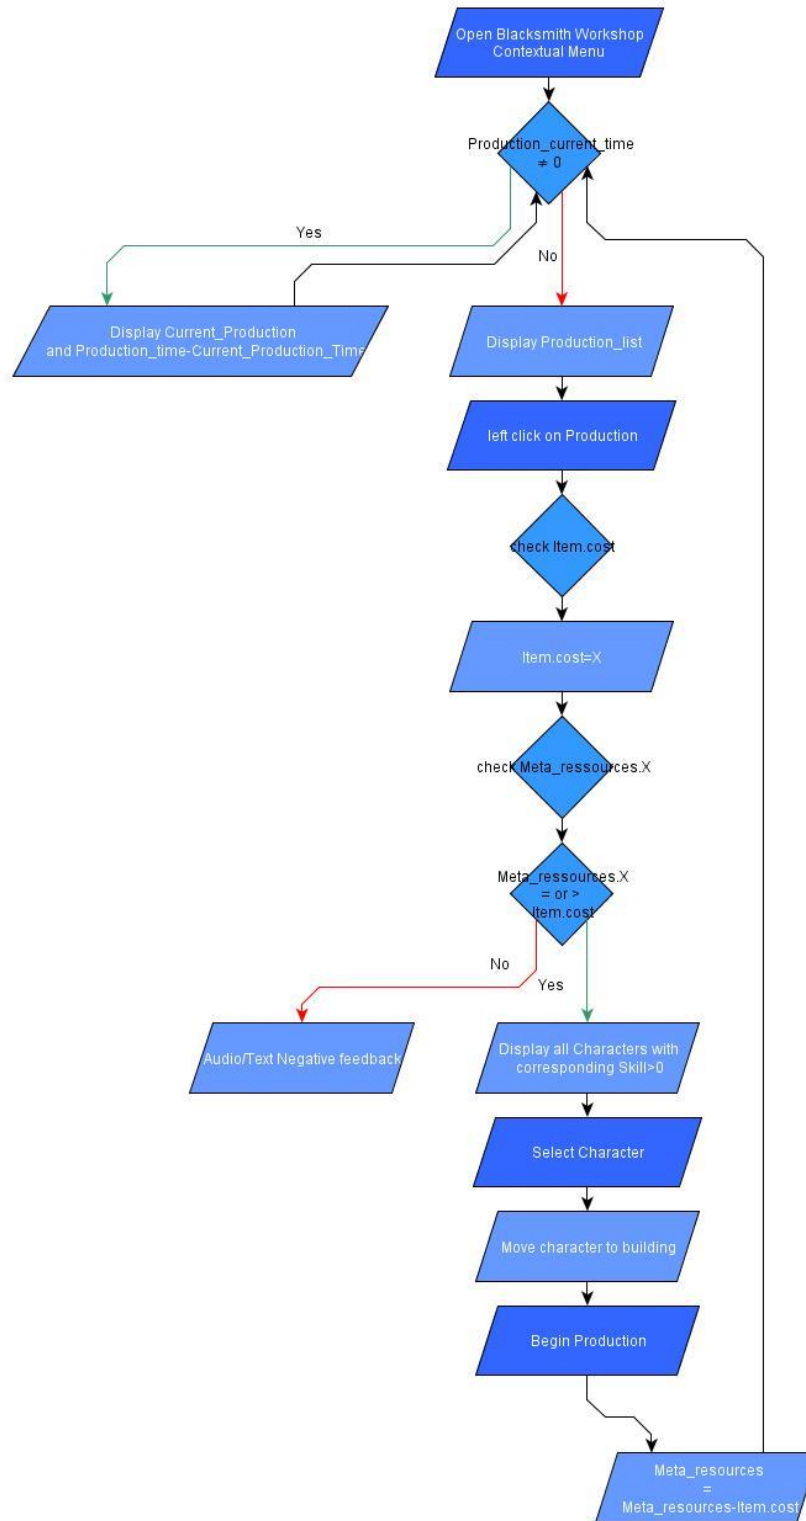 Open Blacksmith Workshop
Contextual Menu
Production_current_time
≠ 0
Yes
No
Display Current_Production
and Production_time-Current_Production_Time
Display Production_list
left click on Production
check Item.cost
Item.cost=X
check Meta_ressources.X
Meta_ressources.X
= or >
Item.cost
No
Yes
Audio/Text Negative feedback
Display all Characters with
corresponding Skill>0
Select Character
Move character to building
Begin Production
Meta_resources
=
Meta_resources-Item.cost